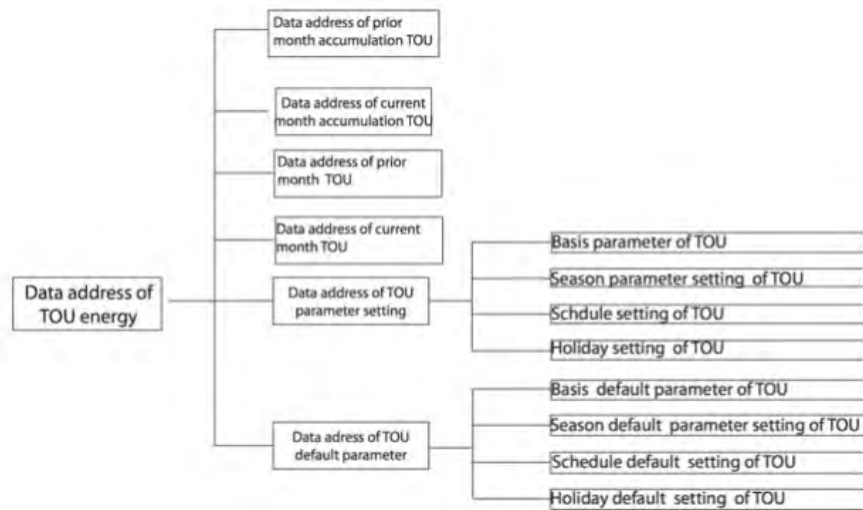 Data address of prior
month accumulation TOU
Data address of current
month accumulation TOU
Data address of prior
month TOU
Data address of current
month TOU
Data address of
TOU energy
Data address of TOU
parameter setting
Basis parameter of TOU
Season parameter setting of TOU
Schdule setting of TOU
Holiday setting of TOU
Data adress of TOU
default parameter
Basis default parameter of TOU
Season default parameter setting of TOU
Schedule default setting of TOU
Holiday default setting of TOU